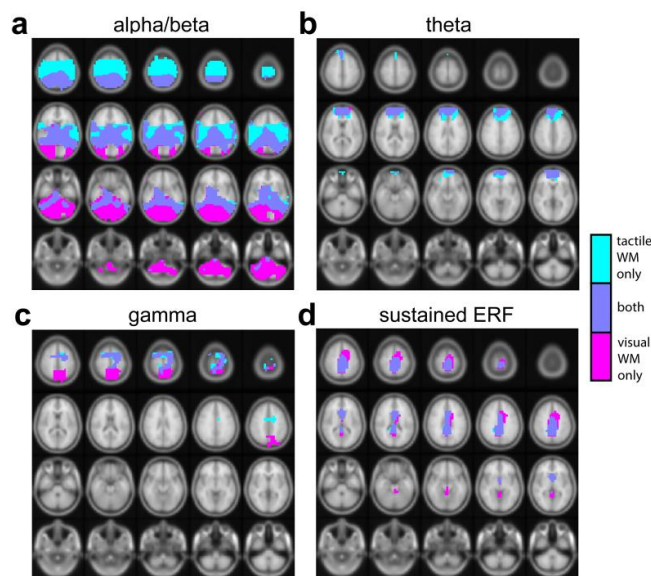 a alpha/beta
b theta
c gamma
d sustained ERF
tactile
WM
only
both
visual
WM
only